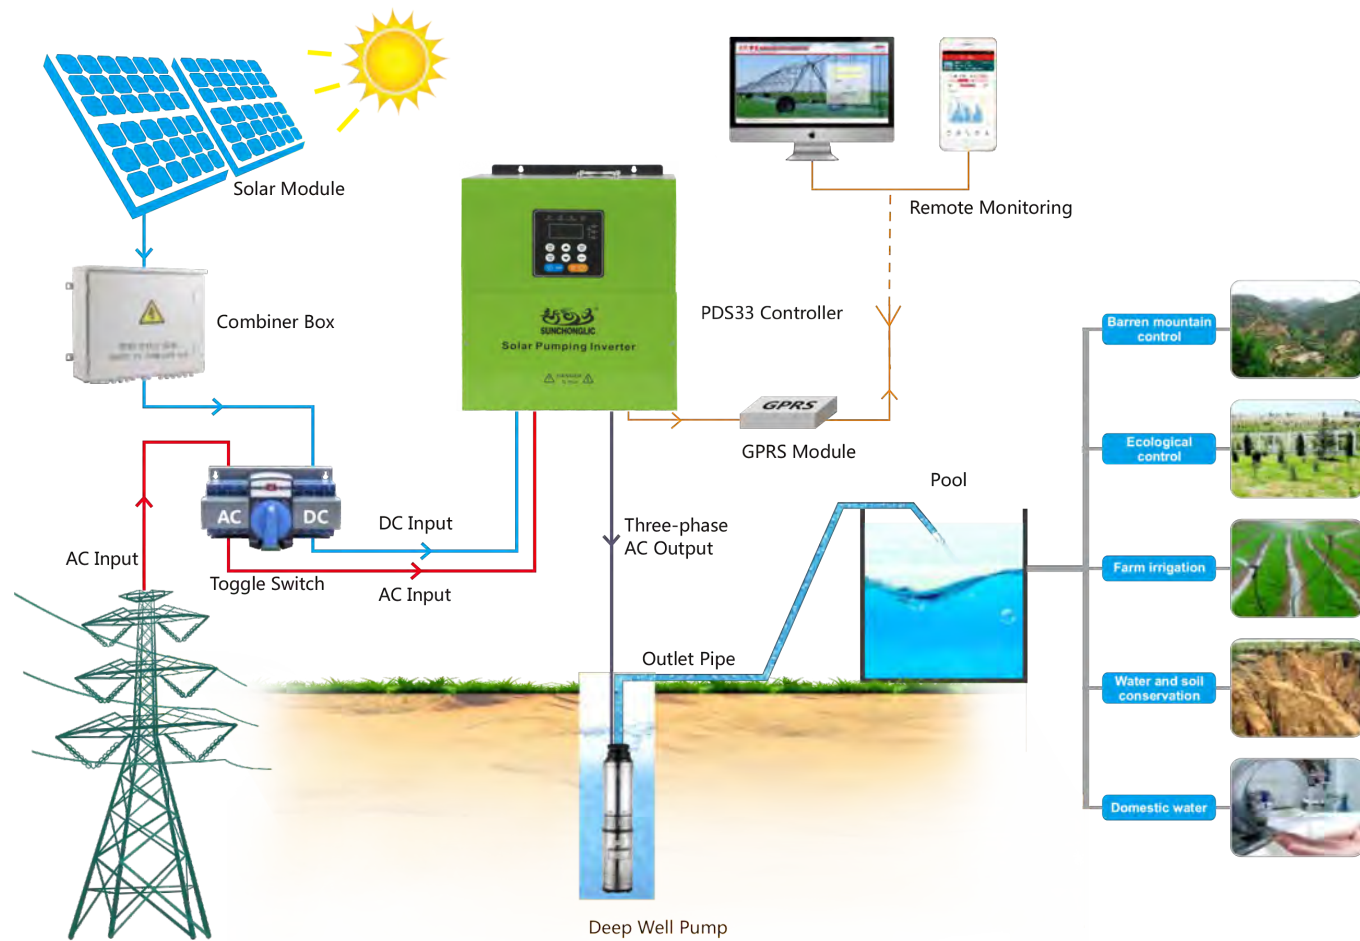 Solar Module
Combiner Box
AC Input
AC
DC
Toggle Switch
DC Input
AC Input
SUNCHONGLIC
Solar Pumping Inverter
DANGER
PDS33 Controller
Remote Monitoring
GPRS
GPRS Module
Three-phase
AC Output
Pool
Outlet Pipe
Deep Well Pump
Barren mountain
control
Ecological
control
Farm irrigation
Water and soil
conservation
Domestic water